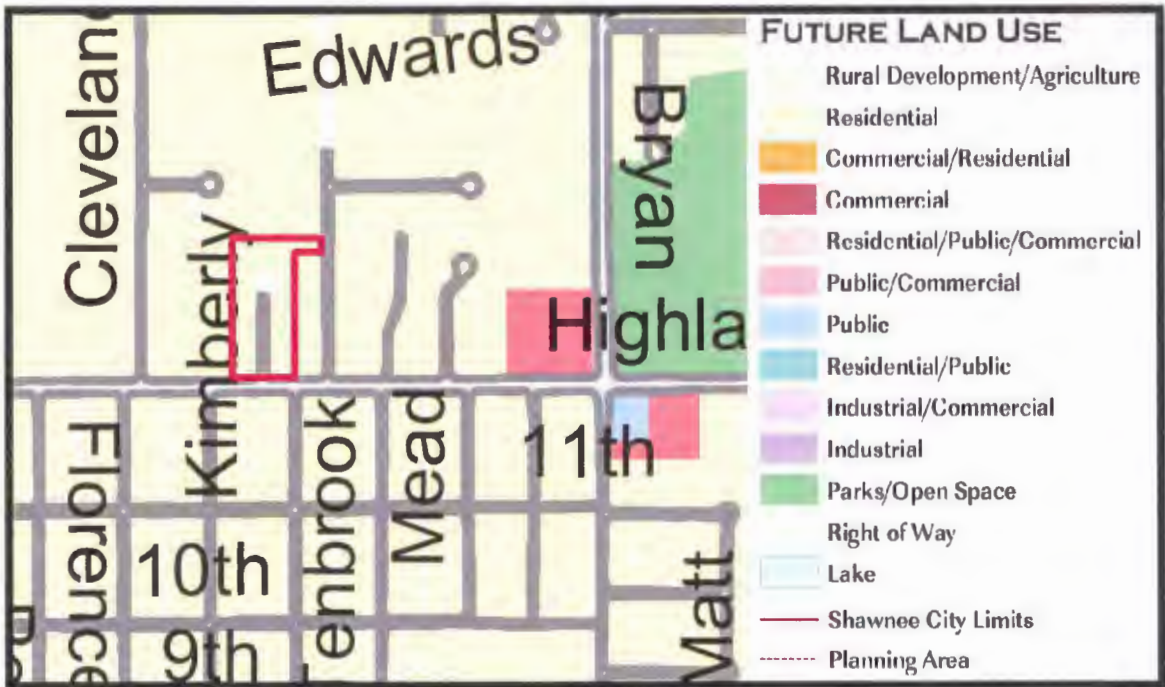 Edwards
Clevelan
Bryan
Kimberly
Highla
Florence
enbrook
Mead
11th
10th
Matt
9th
FUTURE LAND USE
Rural Development/Agriculture
Residential
Commercial/Residential
Commercial
Residential/Public/Commercial
Public/Commercial
Public
Residential/Public
Industrial/Commercial
Industrial
Parks/Open Space
Right of Way
Lake
Shawnee City Limits
Planning Area